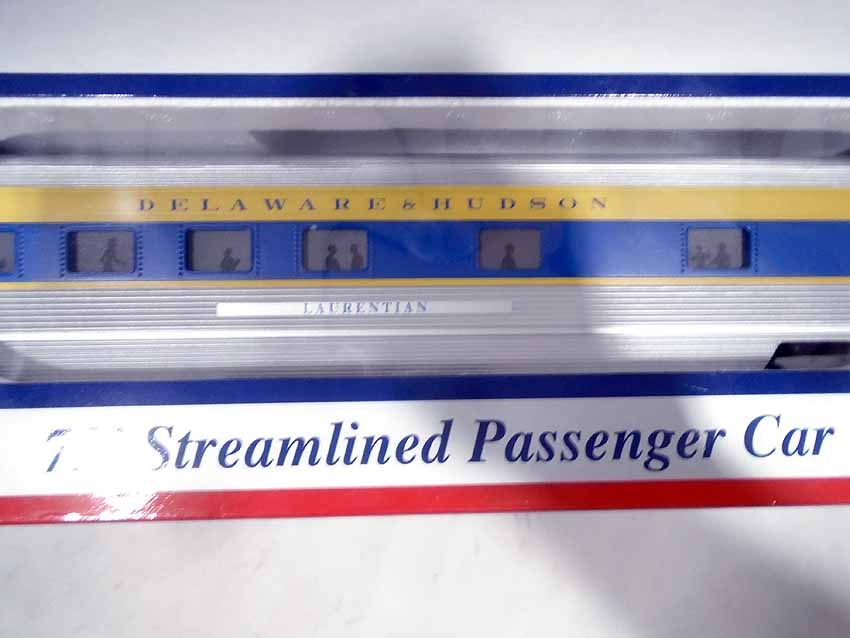 DELAWARE & HUDSON
LAURENTIAN
Streamlined Passenger Car